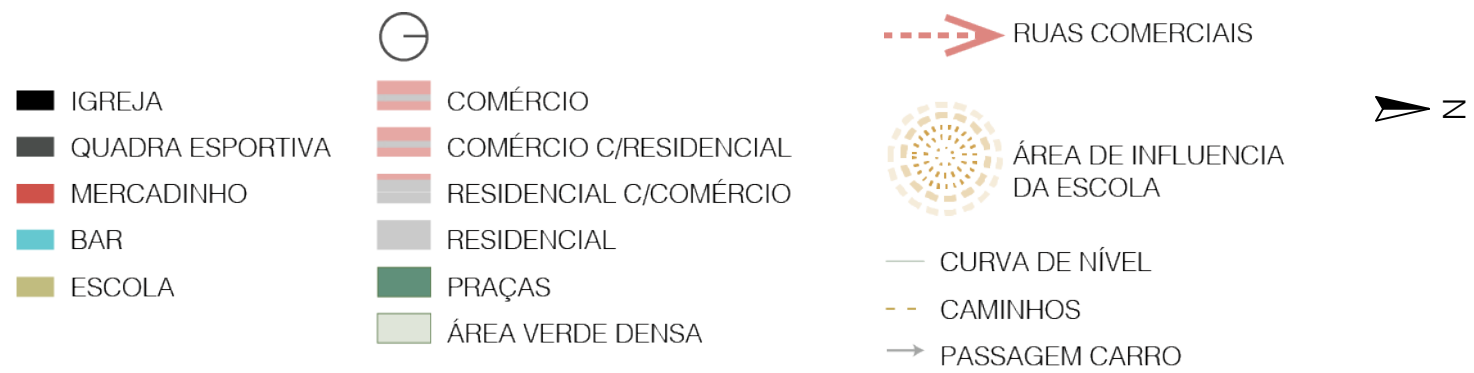 IGREJA
QUADRA ESPORTIVA
MERCADINHO
BAR
ESCOLA
COMÉRCIO
COMÉRCIO C/RESIDENCIAL
RESIDENCIAL C/COMÉRCIO
RESIDENCIAL
PRAÇAS
ÁREA VERDE DENSA
RUAS COMERCIAIS
ÁREA DE INFLUENCIA
DA ESCOLA
CURVA DE NÍVEL
CAMINHOS
PASSAGEM CARRO
N